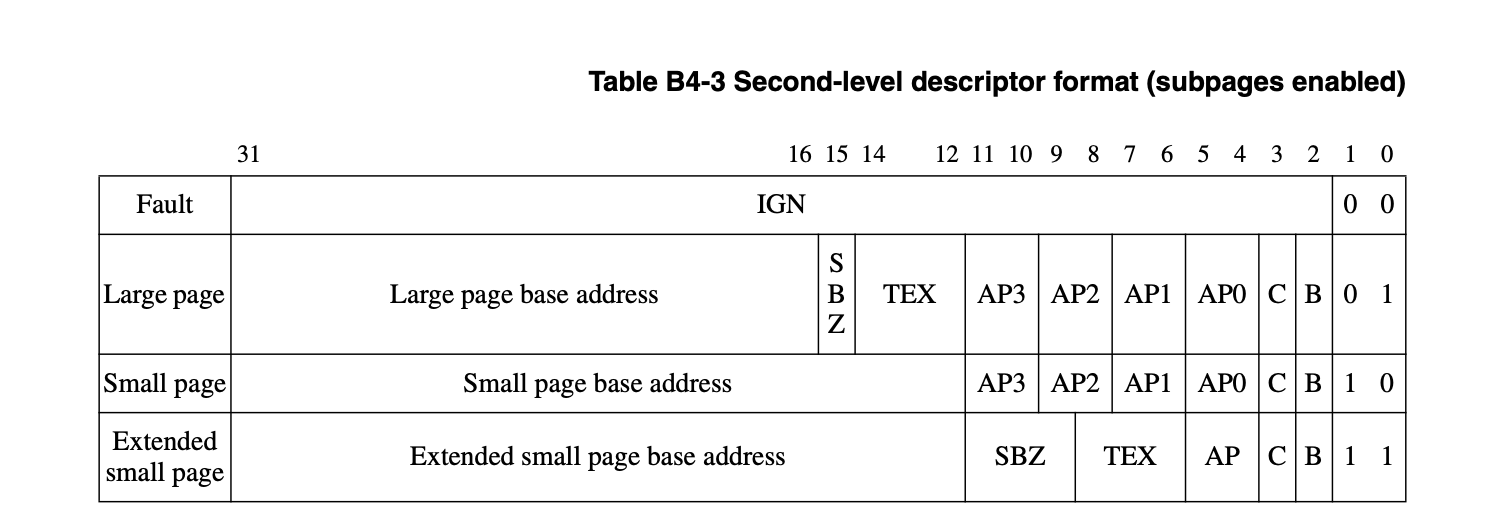 Table B4-3 Second-level descriptor format (subpages enabled)
31 16 15 14 12 11 10 9 8 7 6 5 4 3 2 1 0
Fault IGN 0 0
Large page Large page base address S B Z TEX AP3 AP2 AP1 AP0 C B 0 1
Small page Small page base address AP3 AP2 AP1 AP0 C B 1 0
Extended small page Extended small page base address SBZ TEX AP C B 1 1